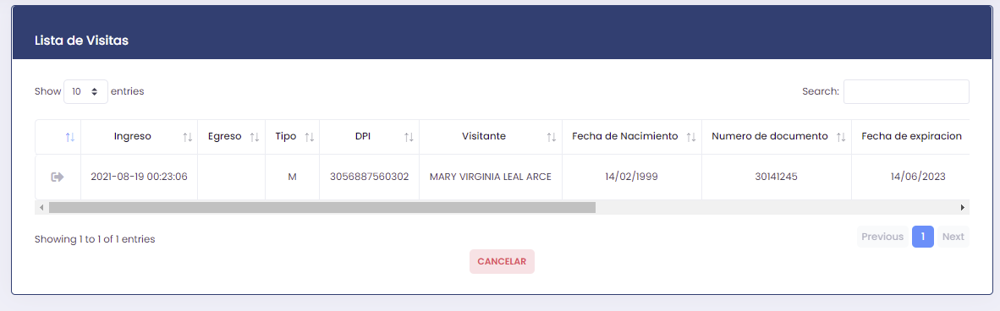 Lista de Visitas
Show 10 entries Search:
Ingreso Egreso Tipo DPI Visitante Fecha de Nacimiento Numero de documento Fecha de expiracion
2021-08-19 00:23:06 M 3056887560302 MARY VIRGINIA LEAL ARCE 14/02/1999 30141245 14/06/2023
Showing 1 to 1 of 1 entries Previous 1 Next
CANCELAR